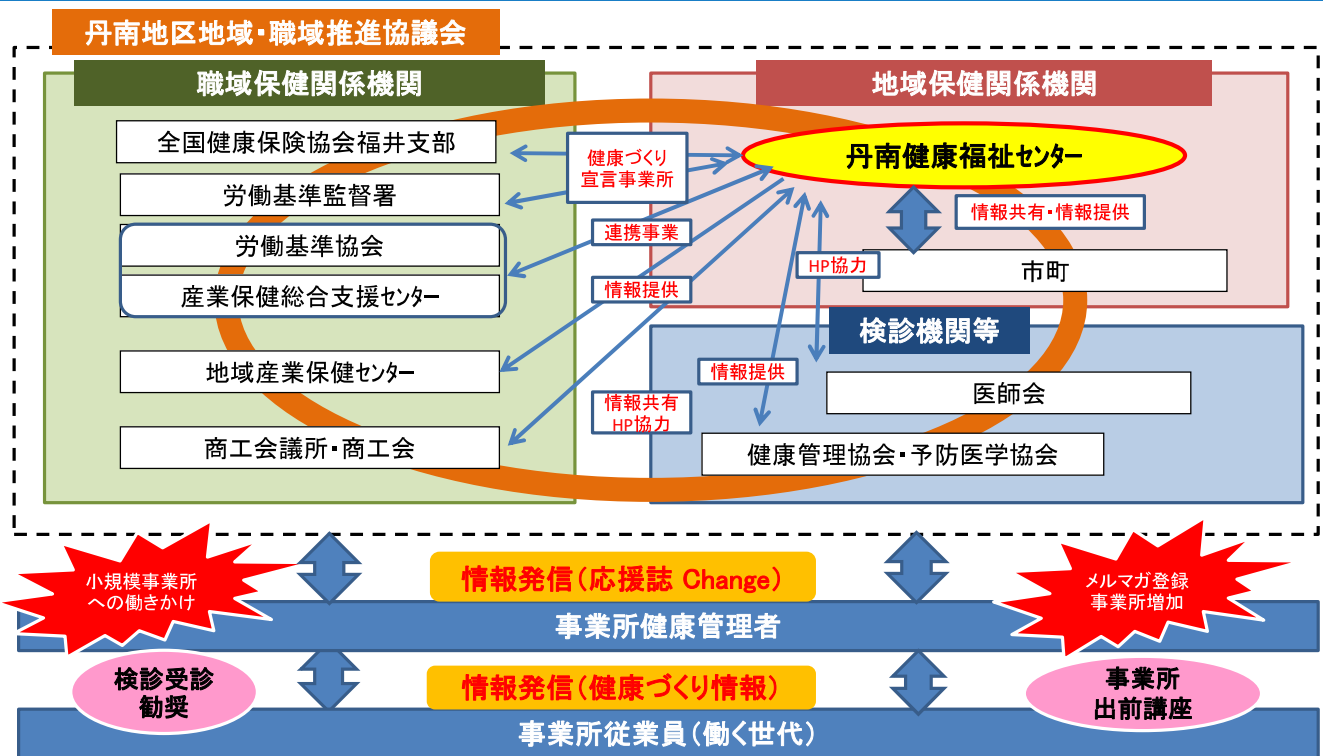 丹南地区地域・職域推進協議会
職域保健関係機関
全国健康保険協会福井支部
労働基準監督署
労働基準協会
産業保健総合支援センター
地域産業保健センター
商工会議所・商工会
健康づくり
宣言事業所
連携事業
情報提供
情報共有
HP協力
地域保健関係機関
丹南健康福祉センター
情報共有・情報提供
HP協力
市町
検診機関等
情報提供
医師会
健康管理協会・予防医学協会
小規模事業所
への働きかけ
情報発信(応援誌 Change)
メルマガ登録
事業所増加
事業所健康管理者
検診受診
勧奨
情報発信(健康づくり情報)
事業所
出前講座
事業所従業員(働く世代)